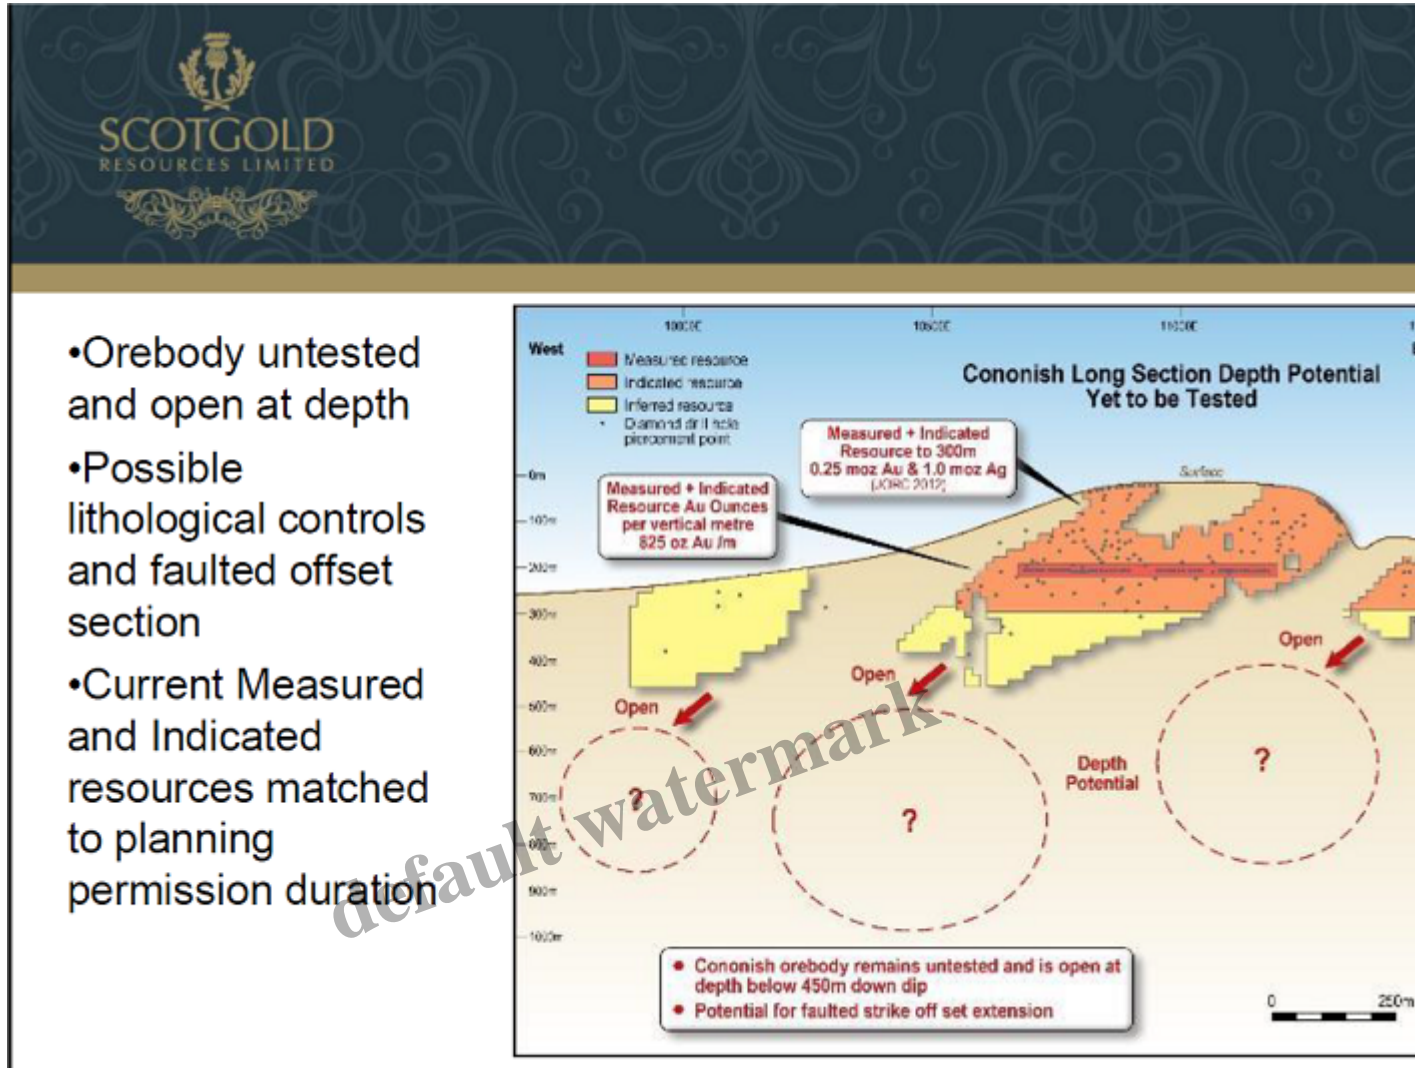 SCOTGOLD
RESOURCES LIMITED
•Orebody untested
and open at depth
•Possible
lithological controls
and faulted offset
section
•Current Measured
and Indicated
resources matched
to planning
permission duration
10000E
10500E
11000E
West
Measured resource
Indicated resource
Inferred resource
Diamond drill hole
piercement point
Cononish Long Section Depth Potential
Yet to be Tested
Measured + Indicated
Resource to 300m
0.25 moz Au & 1.0 moz Ag
(JORC 2012)
Measured + Indicated
Resource Au Ounces
per vertical metre
825 oz Au /m
Surface
0m
100m
200m
300m
400m
500m
600m
700m
800m
900m
1000m
Open
Open
Open
?
?
?
Depth
Potential
• Cononish orebody remains untested and is open at
depth below 450m down dip
• Potential for faulted strike off set extension
0
250m
default watermark